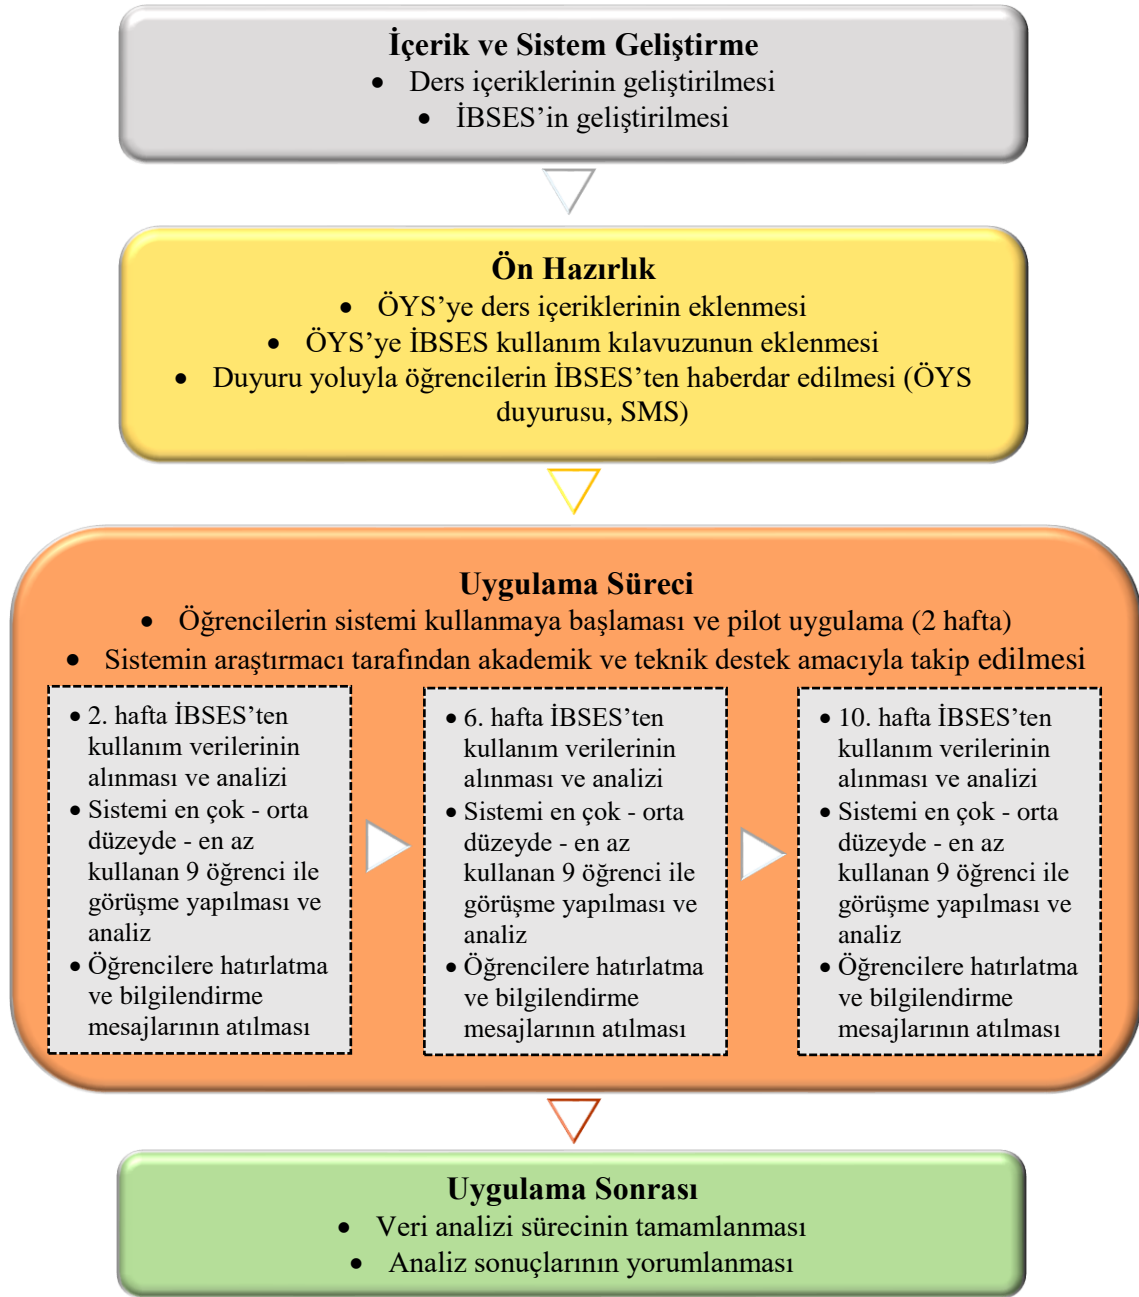 İçerik ve Sistem Geliştirme
• Ders içeriklerinin geliştirilmesi
• İBSES’in geliştirilmesi
Ön Hazırlık
• ÖYS’ye ders içeriklerinin eklenmesi
• ÖYS’ye İBSES kullanım kılavuzunun eklenmesi
• Duyuru yoluyla öğrencilerin İBSES’ten haberdar edilmesi (ÖYS
duyurusu, SMS)
Uygulama Süreci
• Öğrencilerin sistemi kullanmaya başlaması ve pilot uygulama (2 hafta)
• Sistemin araştırmacı tarafından akademik ve teknik destek amacıyla takip edilmesi
• 2. hafta İBSES’ten
kullanım verilerinin
alınması ve analizi
• Sistemi en çok - orta
düzeyde - en az
kullanan 9 öğrenci ile
görüşme yapılması ve
analiz
• Öğrencilere hatırlatma
ve bilgilendirme
mesajlarının atılması
• 6. hafta İBSES’ten
kullanım verilerinin
alınması ve analizi
• Sistemi en çok - orta
düzeyde - en az
kullanan 9 öğrenci ile
görüşme yapılması ve
analiz
• Öğrencilere hatırlatma
ve bilgilendirme
mesajlarının atılması
• 10. hafta İBSES’ten
kullanım verilerinin
alınması ve analizi
• Sistemi en çok - orta
düzeyde - en az
kullanan 9 öğrenci ile
görüşme yapılması ve
analiz
• Öğrencilere hatırlatma
ve bilgilendirme
mesajlarının atılması
Uygulama Sonrası
• Veri analizi sürecinin tamamlanması
• Analiz sonuçlarının yorumlanması